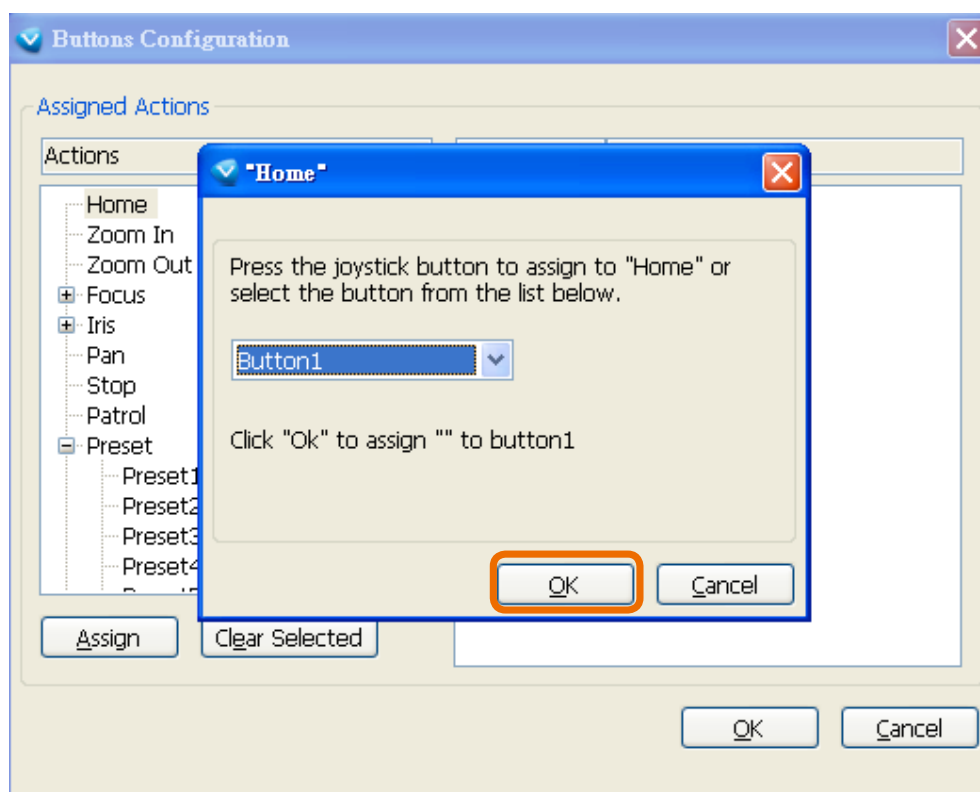 Buttons Configuration
Assigned Actions
Actions
"Home"
Home
Zoom In
Zoom Out
Focus
Iris
Pan
Stop
Patrol
Preset
Preset1
Preset2
Preset3
Preset4
Press the joystick button to assign to "Home" or
select the button from the list below.
Button1
Click "Ok" to assign "" to button1
OK
Cancel
Assign
Clear Selected
OK
Cancel